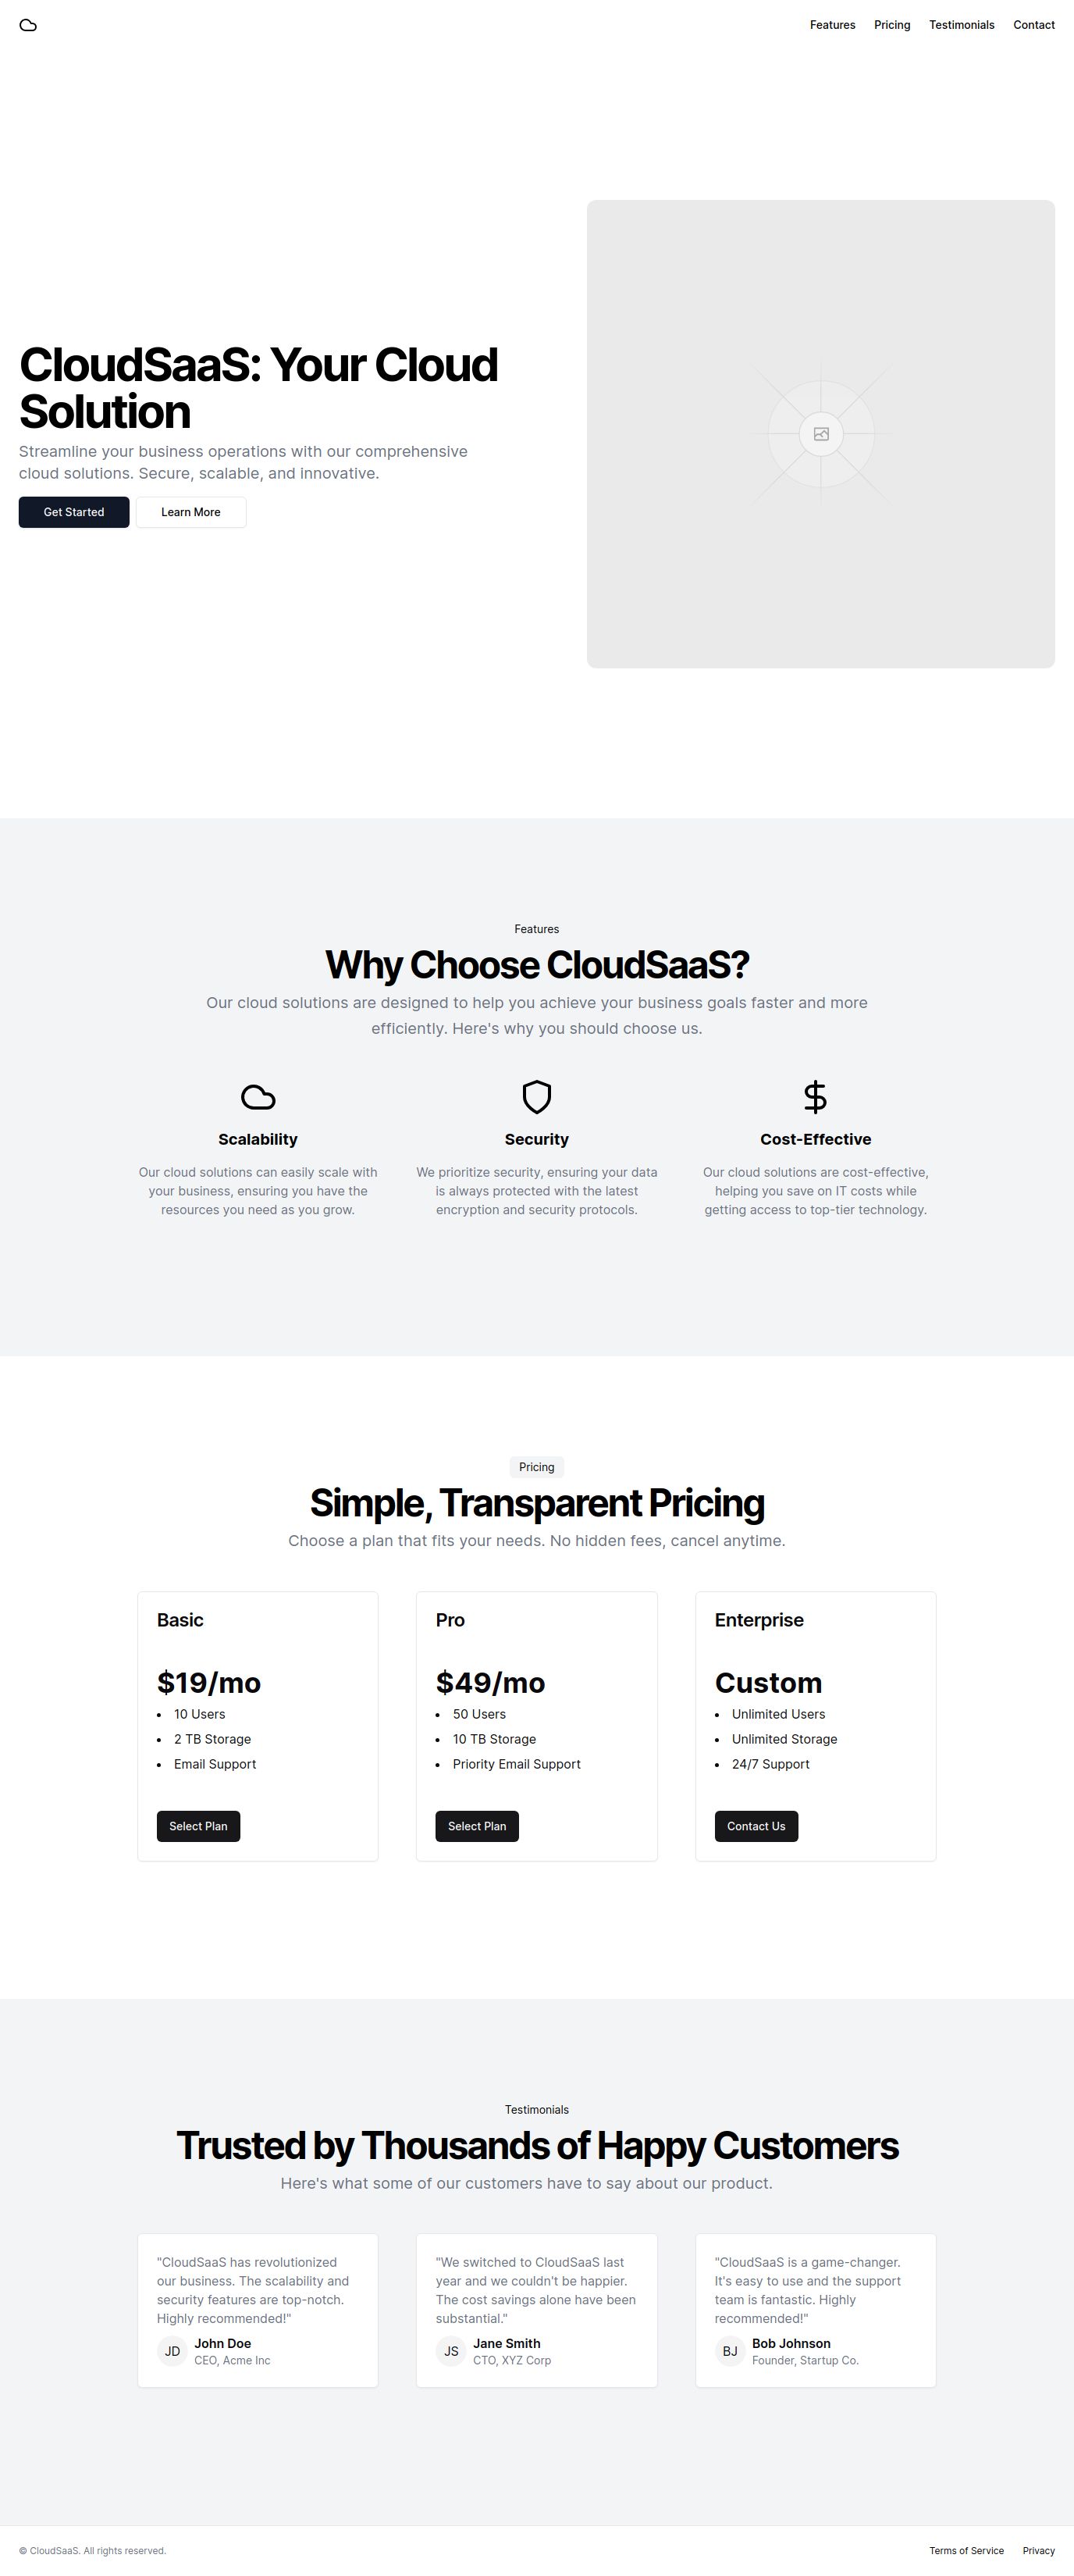 Features Pricing Testimonials Contact
CloudSaaS: Your Cloud
Solution
Streamline your business operations with our comprehensive
cloud solutions. Secure, scalable, and innovative.
Get Started Learn More
Features
Why Choose CloudSaaS?
Our cloud solutions are designed to help you achieve your business goals faster and more
efficiently. Here's why you should choose us.
Scalability
Our cloud solutions can easily scale with
your business, ensuring you have the
resources you need as you grow.
Security
We prioritize security, ensuring your data
is always protected with the latest
encryption and security protocols.
Cost-Effective
Our cloud solutions are cost-effective,
helping you save on IT costs while
getting access to top-tier technology.
Pricing
Simple, Transparent Pricing
Choose a plan that fits your needs. No hidden fees, cancel anytime.
Basic
$19/mo
• 10 Users
• 2 TB Storage
• Email Support
Select Plan
Pro
$49/mo
• 50 Users
• 10 TB Storage
• Priority Email Support
Select Plan
Enterprise
Custom
• Unlimited Users
• Unlimited Storage
• 24/7 Support
Contact Us
Testimonials
Trusted by Thousands of Happy Customers
Here's what some of our customers have to say about our product.
"CloudSaaS has revolutionized
our business. The scalability and
security features are top-notch.
Highly recommended!"
JD
John Doe
CEO, Acme Inc
"We switched to CloudSaaS last
year and we couldn't be happier.
The cost savings alone have been
substantial."
JS
Jane Smith
CTO, XYZ Corp
"CloudSaaS is a game-changer.
It's easy to use and the support
team is fantastic. Highly
recommended!"
BJ
Bob Johnson
Founder, Startup Co.
© CloudSaaS. All rights reserved.
Terms of Service Privacy